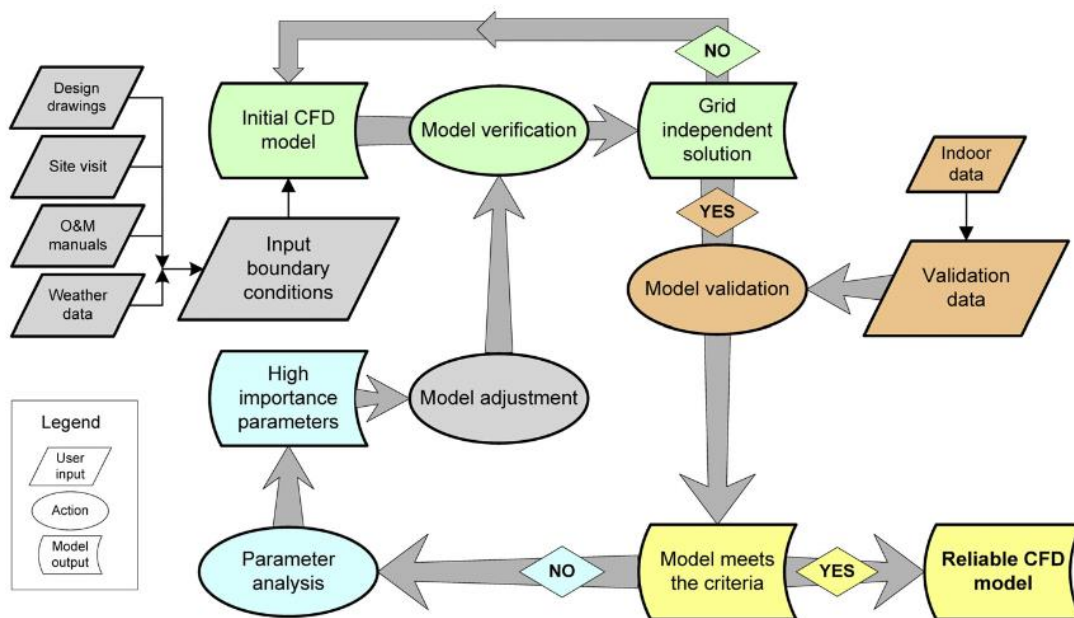 Design
drawings
Site visit
O&M
manuals
Weather
data
Input
boundary
conditions
Initial CFD
model
Model verification
Grid
independent
solution
NO
YES
Indoor
data
Validation
data
Model validation
High
importance
parameters
Model adjustment
Parameter
analysis
NO
Model meets
the criteria
YES
Reliable CFD
model
Legend
User
input
Action
Model
output